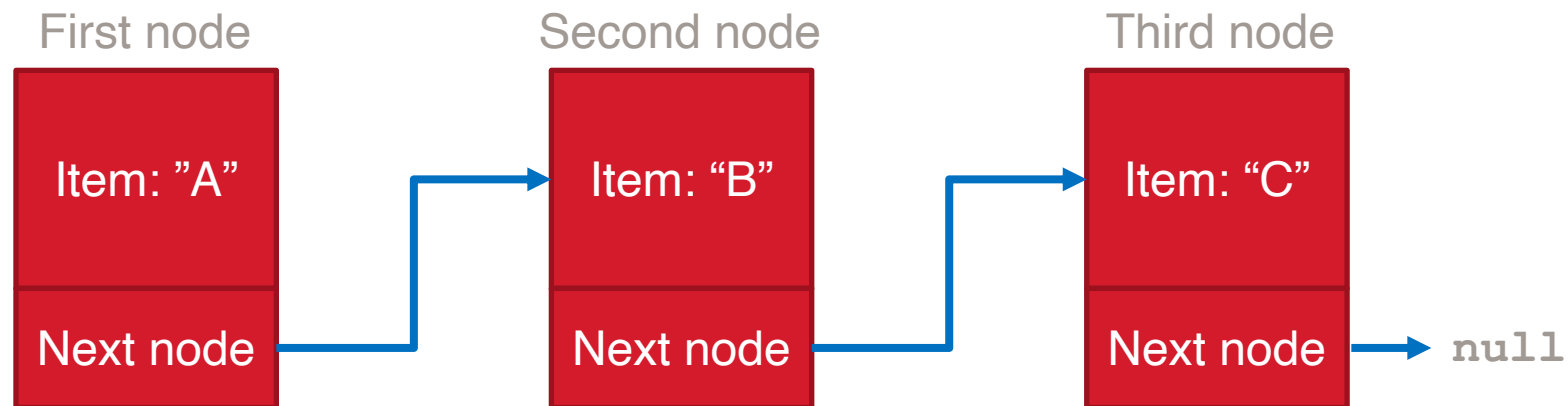 First node
Second node
Third node
Item: ”A”
Item: “B”
Item: “C”
Next node
Next node
Next node
null